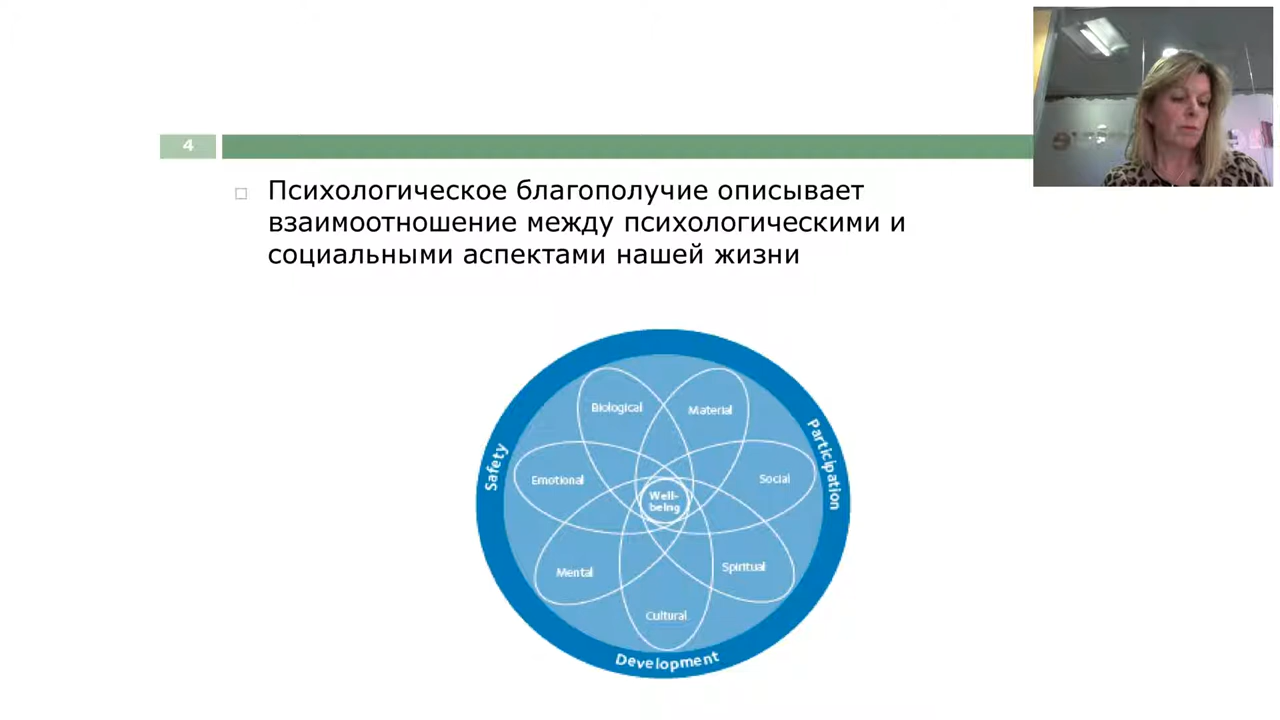 4
Психологическое благополучие описывает
взаимоотношение между психологическими и
социальными аспектами нашей жизни
Biological
Material
Safety
Participation
Emotional
Social
Well-
being
Mental
Spiritual
Cultural
Development